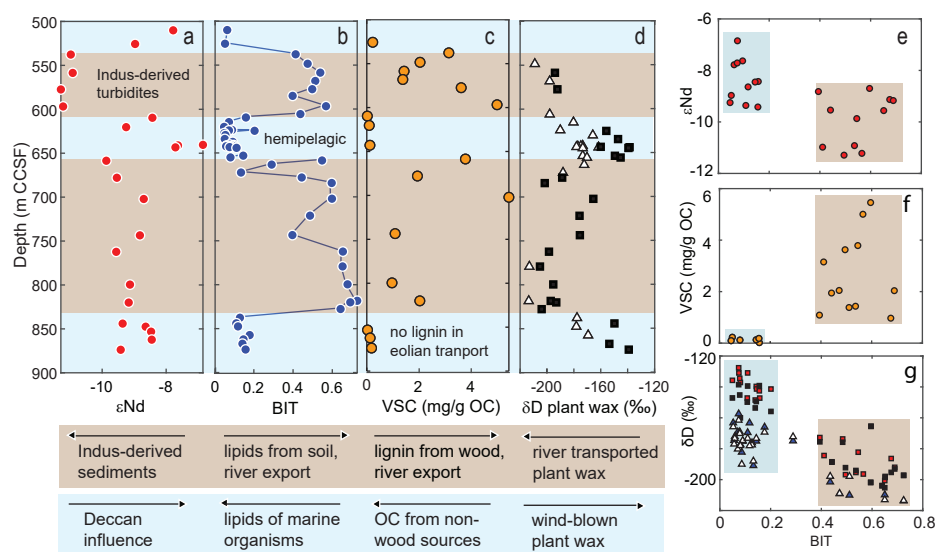 500
550
600
650
700
750
800
850
900
Depth (m CCSF)
a
Indus-derived
turbidites
-10
-8
εNd
b
hemipelagic
0
0.2
0.4
0.6
BIT
c
no lignin in
eolian tranport
0
2
4
VSC (mg/g OC)
d
-220
-180
-140
-120
δD plant wax (‰)
Indus-derived
sediments
lipids from soil,
river export
lignin from wood,
river export
river transported
plant wax
Deccan
influence
lipids of marine
organisms
OC from non-
wood sources
wind-blown
plant wax
e
-6
-8
-10
-12
εNd
f
6
4
2
0
VSC (mg/g OC)
g
-120
-200
δD (‰)
0
0.2
0.4
0.6
0.8
BIT